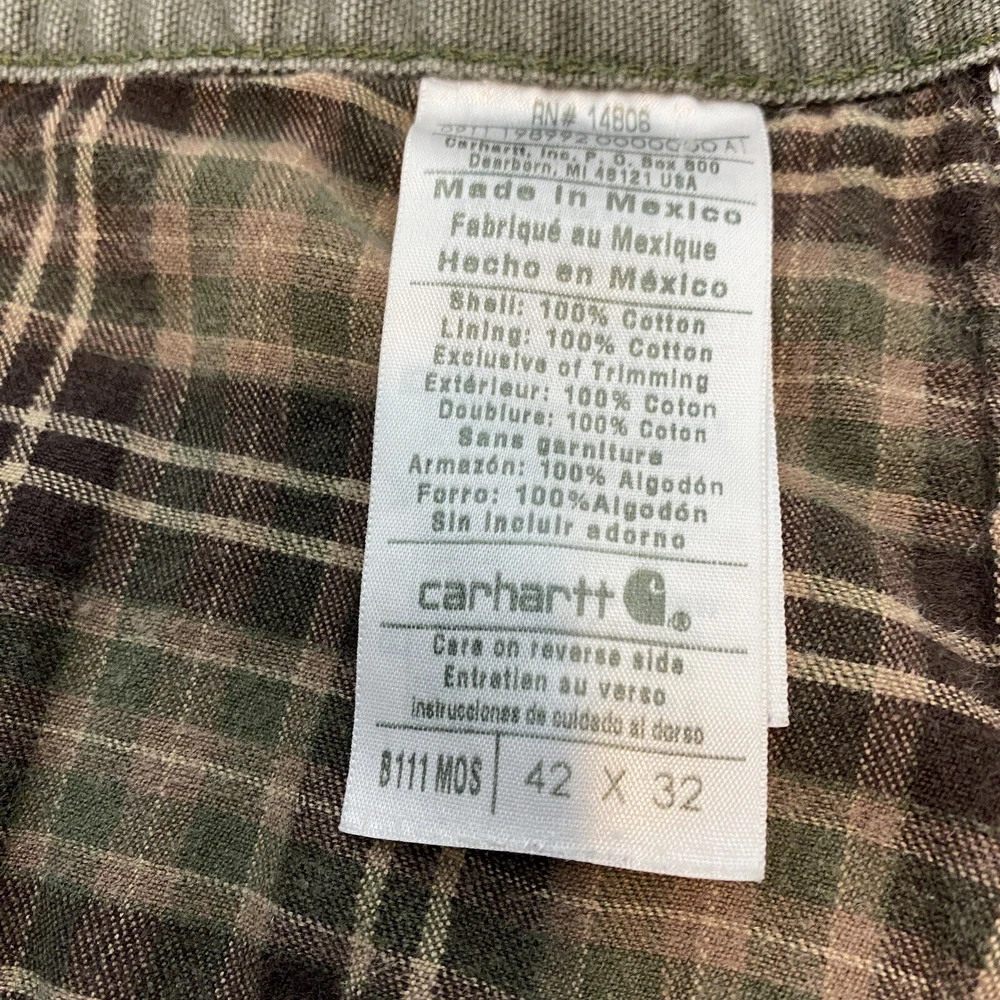 RN# 14806
Carhartt, Inc. P. O. Box 600
Dearborn, MI 48121 USA
Made in Mexico
Fabriqué au Mexique
Hecho en México
Shell: 100% Cotton
Lining: 100% Cotton
Exclusive of Trimming
Extérieur: 100% Coton
Doublure: 100% Coton
Sans garniture
Armazón: 100% Algodón
Forro: 100%Algodón
Sin incluir adorno
carhartt ®
Care on reverse side
Entretien au verso
instrucciones de cuidado al dorso
B111 MOS 42 X 32